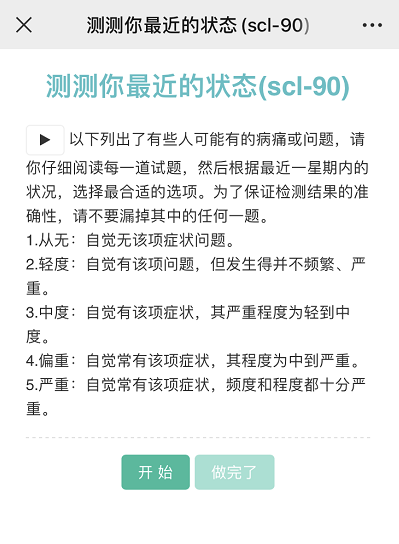 测测你最近的状态(scl-90)
测测你最近的状态(scl-90)
以下列出了有些人可能有的病痛或问题，请
你仔细阅读每一道试题，然后根据最近一星期内的
状况，选择最合适的选项。为了保证检测结果的准
确性，请不要漏掉其中的任何一题。
1.从无：自觉无该项症状问题。
2.轻度：自觉有该项问题，但发生得并不频繁、严
重。
3.中度：自觉有该项症状，其严重程度为轻到中
度。
4.偏重：自觉常有该项症状，其程度为中到严重。
5.严重：自觉常有该项症状，频度和程度都十分严
重。
开 始
做完了